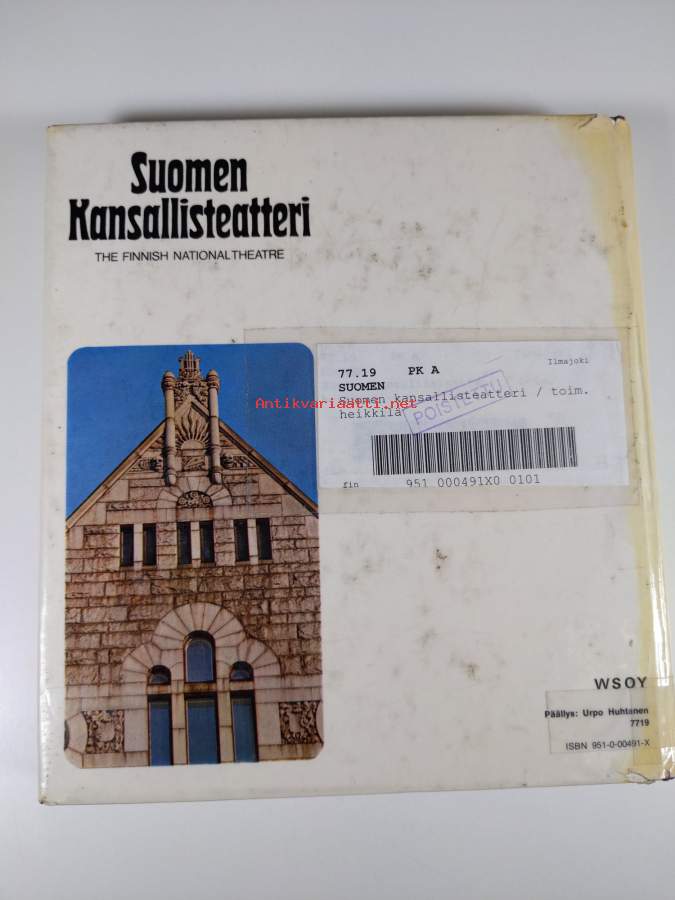 Suomen
Kansallisteatteri
THE FINNISH NATIONALTHEATRE
Ilmajoki
77.19 PK A
SUOMEN
Suomen kansallisteatteri / toim.
heikkilä
POISTETTU
Antikvariaatti.net
fin 951 000491X0 0101
WSOY
Päällys: Urpo Huhtanen
7719
ISBN 951-0-00491-X